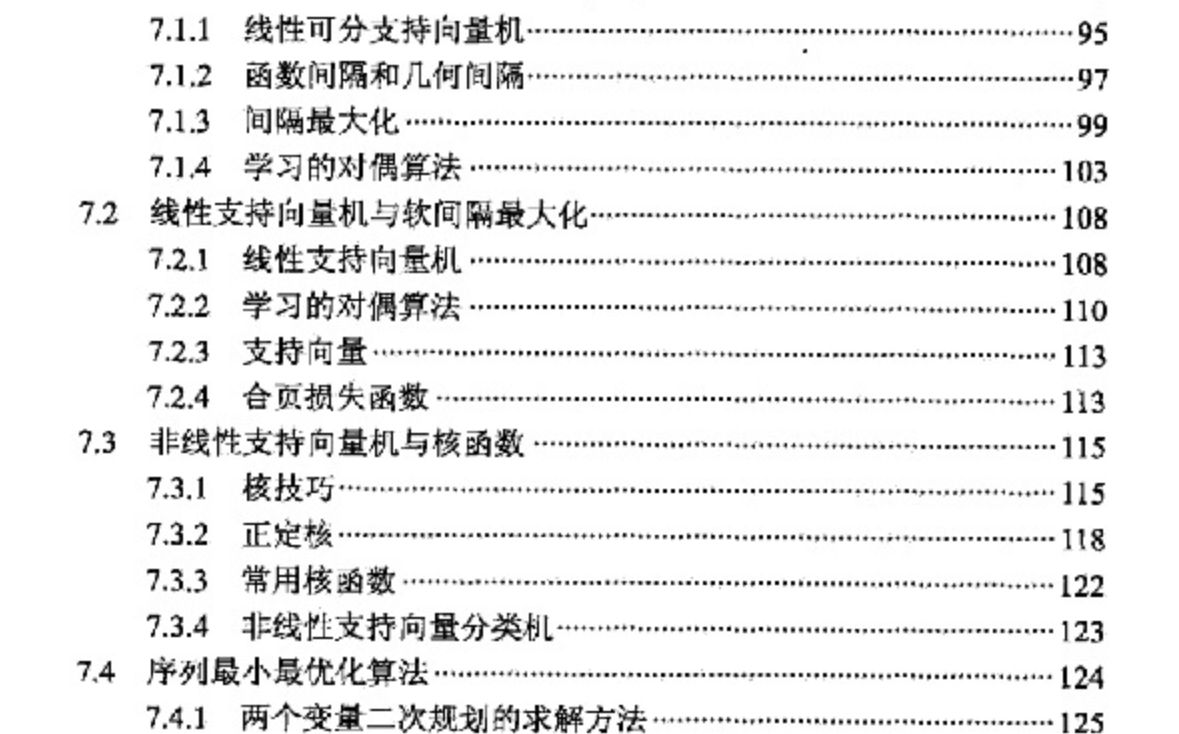 7.1.1 线性可分支持向量机 95
7.1.2 函数间隔和几何间隔 97
7.1.3 间隔最大化 99
7.1.4 学习的对偶算法 103
7.2 线性支持向量机与软间隔最大化 108
7.2.1 线性支持向量机 108
7.2.2 学习的对偶算法 110
7.2.3 支持向量 113
7.2.4 合页损失函数 113
7.3 非线性支持向量机与核函数 115
7.3.1 核技巧 115
7.3.2 正定核 118
7.3.3 常用核函数 122
7.3.4 非线性支持向量分类机 123
7.4 序列最小最优化算法 124
7.4.1 两个变量二次规划的求解方法 125